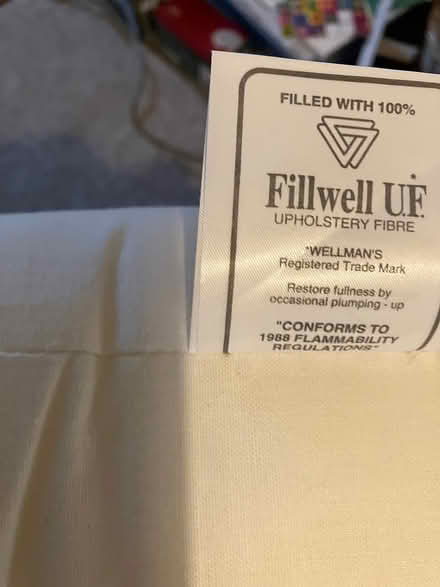 FILLED WITH 100%
Fillwell U.F.*
UPHOLSTERY FIBRE
*WELLMAN'S
Registered Trade Mark
Restore fullness by
occasional plumping - up
"CONFORMS TO
1988 FLAMMABILITY
REGULATIONS"